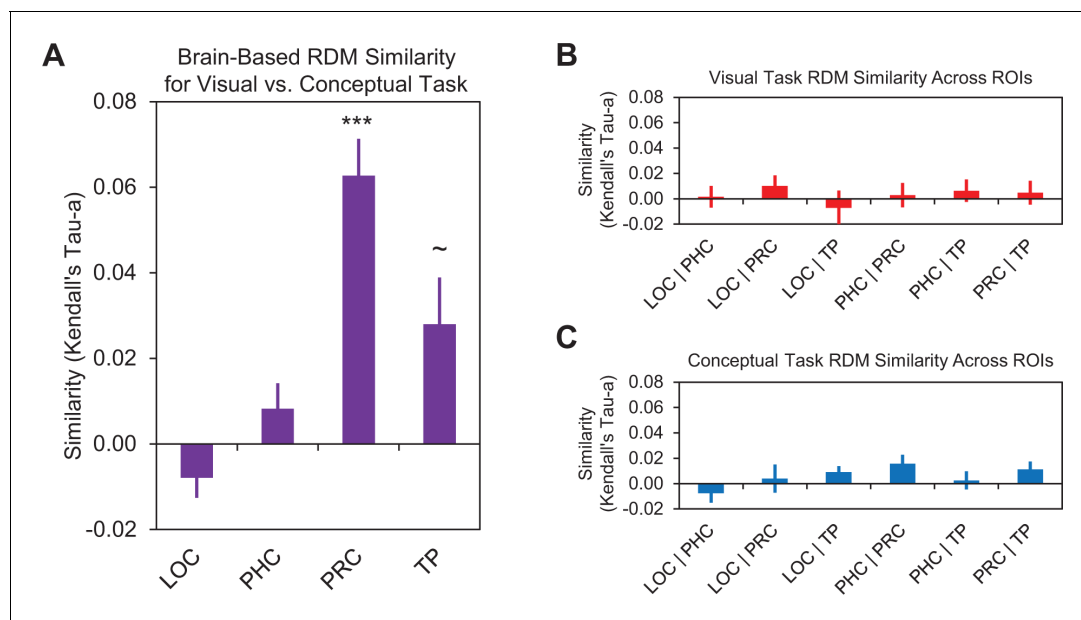 A
Brain-Based RDM Similarity
for Visual vs. Conceptual Task
Similarity (Kendall's Tau-a)
0.08
0.06
0.04
0.02
0.00
-0.02
***
~
LOC
PHC
PRC
TP
B
Visual Task RDM Similarity Across ROIs
Similarity
(Kendall's Tau-a)
0.08
0.06
0.04
0.02
0.00
-0.02
LOC | PHC
LOC | PRC
LOC | TP
PHC | PRC
PHC | TP
PRC | TP
C
Conceptual Task RDM Similarity Across ROIs
Similarity
(Kendall's Tau-a)
0.08
0.06
0.04
0.02
0.00
-0.02
LOC | PHC
LOC | PRC
LOC | TP
PHC | PRC
PHC | TP
PRC | TP